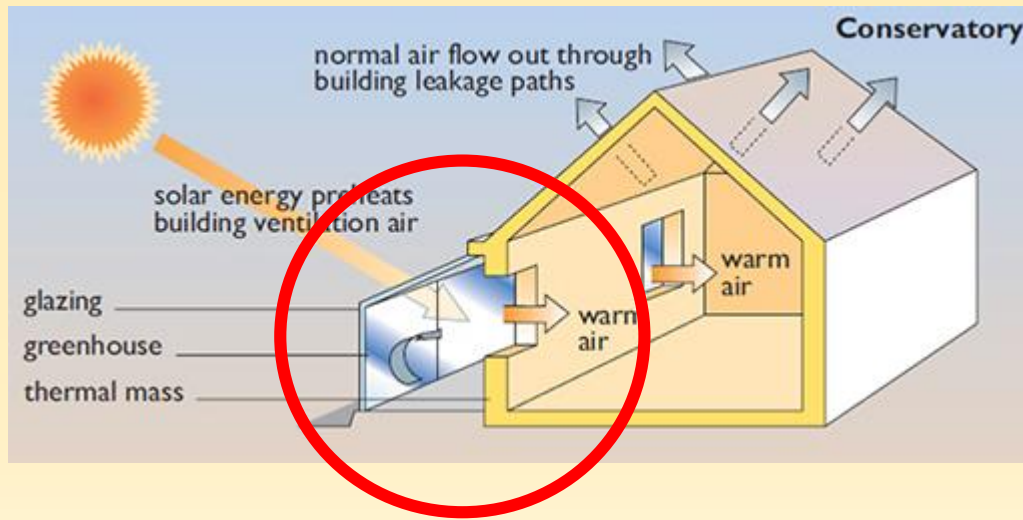 Conservatory
normal air flow out through
building leakage paths
solar energy preheats
building ventilation air
glazing
greenhouse
thermal mass
warm
air
warm
air